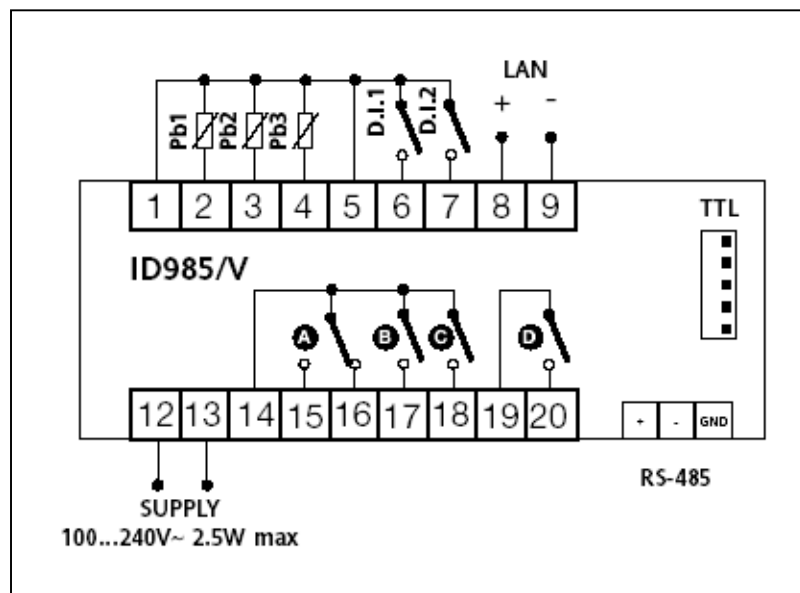 LAN
+ -
Pb1 Pb2 Pb3 D.I.1 D.I.2
1 2 3 4 5 6 7 8 9
TTL
ID985/V
A B C D
12 13 14 15 16 17 18 19 20
+ - GND
RS-485
SUPPLY
100...240V~ 2.5W max